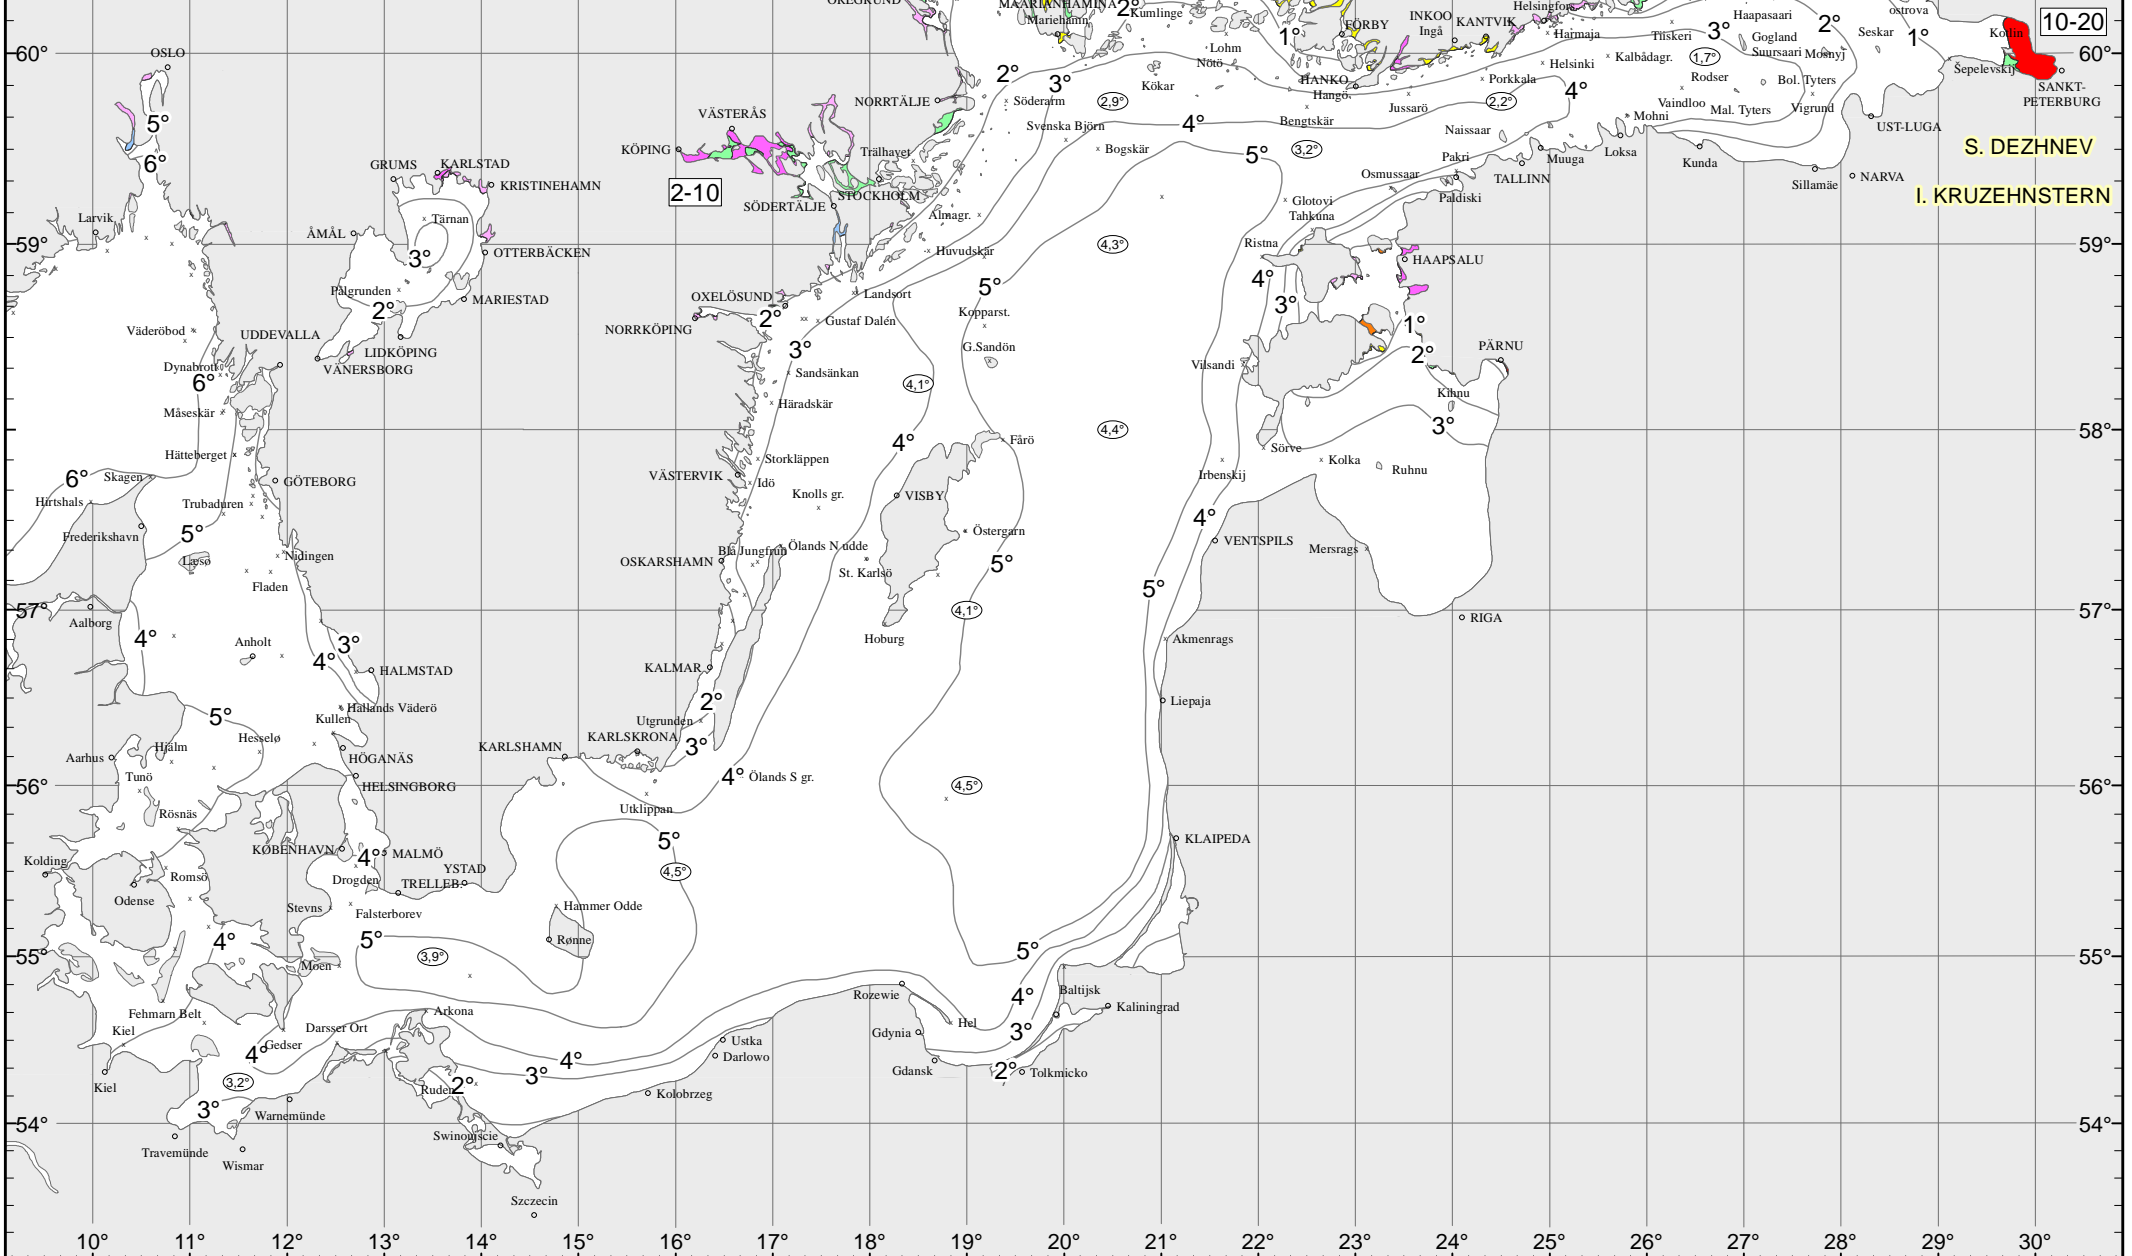 ÖREGRUND
MAARIANHAMINA
Mariehamn
2°
Kumlinge
FÖRBY
INKOO
Ingå
KANTVIK
Helsingfors
Harmaja
Haapasaari
Tiiskeri
3°
2°
ostrova
Seskar
1°
Kotlin
10-20
60°
OSLO
1°
Lohm
Nötö
Kökar
HANKO
Hangö
Jussarö
Porkkala
Helsinki
Kalbådagr.
1,7°
Gogland
Suursaari
Mosnyj
Rodser
Bol. Tyters
Šepelevskij
60°
SANKT-
PETERBURG
2°
3°
Söderarm
2,9°
Bengtskär
2,2°
4°
Vaindloo
Mal. Tyters
Vigrund
Mohni
UST-LUGA
NORRTÄLJE
VÄSTERÅS
KÖPING
5°
6°
Svenska Björn
4°
Bogskär
5°
3,2°
Naissaar
Pakri
Muuga
Loksa
Kunda
TALLINN
Sillamäe
NARVA
S. DEZHNEV
I. KRUZEHNSTERN
GRUMS
KARLSTAD
KRISTINEHAMN
2-10
Trälhavet
STOCKHOLM
SÖDERTÄLJE
Almagr.
Osmussaar
Paldiski
Glotovi
Tahkuna
Larvik
Tärnan
ÅMÅL
3°
OTTERBÄCKEN
59°
Huvudskär
4,3°
Ristna
HAAPSALU
59°
Pålgrunden
2°
MARIESTAD
LIDKÖPING
VÄNERSBORG
UDDEVALLA
Väderöbod
Dynabrott
6°
Måseskär
OXELÖSUND
NORRKÖPING
2°
Landsort
Gustaf Dalén
5°
Kopparst.
G.Sandön
4°
3°
1°
2°
PÄRNU
3°
Sandsänkan
4,1°
Häradskär
Vilsandi
Kihnu
58°
4°
Fårö
4,4°
3°
58°
Hätteberget
6°
Skagen
Hirtshals
GÖTEBORG
Trubaduren
Frederikshavn
5°
Læsø
Nidingen
Fladen
Storkläppen
VÄSTERVIK
Idö
Knolls gr.
VISBY
Östergarn
Sörve
Kolka
Ruhnu
Irbenskij
4°
VENTSPILS
Mersrags
OSKARSHAMN
Blå Jungfrun
Ölands N udde
St. Karlsö
5°
5°
57°
Aalborg
4°
Anholt
3°
4°
HALMSTAD
4,1°
Hoburg
Akmenrags
57°
RIGA
KALMAR
2°
Utgrunden
3°
Liepaja
5°
Hallands Väderö
Kullen
Hesselø
Hjälm
Aarhus
Tunö
HÖGANÄS
HELSINGBORG
KARLSHAMN
KARLSKRONA
4°
Ölands S gr.
56°
4,5°
56°
Utklippan
5°
Rösnäs
KØBENHAVN
4°
MALMÖ
Kolding
Romsö
Odense
Drogden
YSTAD
TRELLEB.
4,5°
KLAIPEDA
Stevns
Falsterborev
Hammer Odde
Rønne
4°
5°
3,9°
5°
55°
Moen
55°
Rozewie
4°
Baltijsk
Kaliningrad
Fehmarn Belt
Kiel
Darsser Ort
Arkona
Gdynia
Hel
3°
Gedser
4°
Ustka
Darlowo
4°
3°
Gdansk
2°
Tolkmicko
Kiel
3,2°
2°
Ruden
Kolobrzeg
3°
Warnemünde
54°
Swinoujscie
54°
Travemünde
Wismar
Szczecin
10° 11° 12° 13° 14° 15° 16° 17° 18° 19° 20° 21° 22° 23° 24° 25° 26° 27° 28° 29° 30°